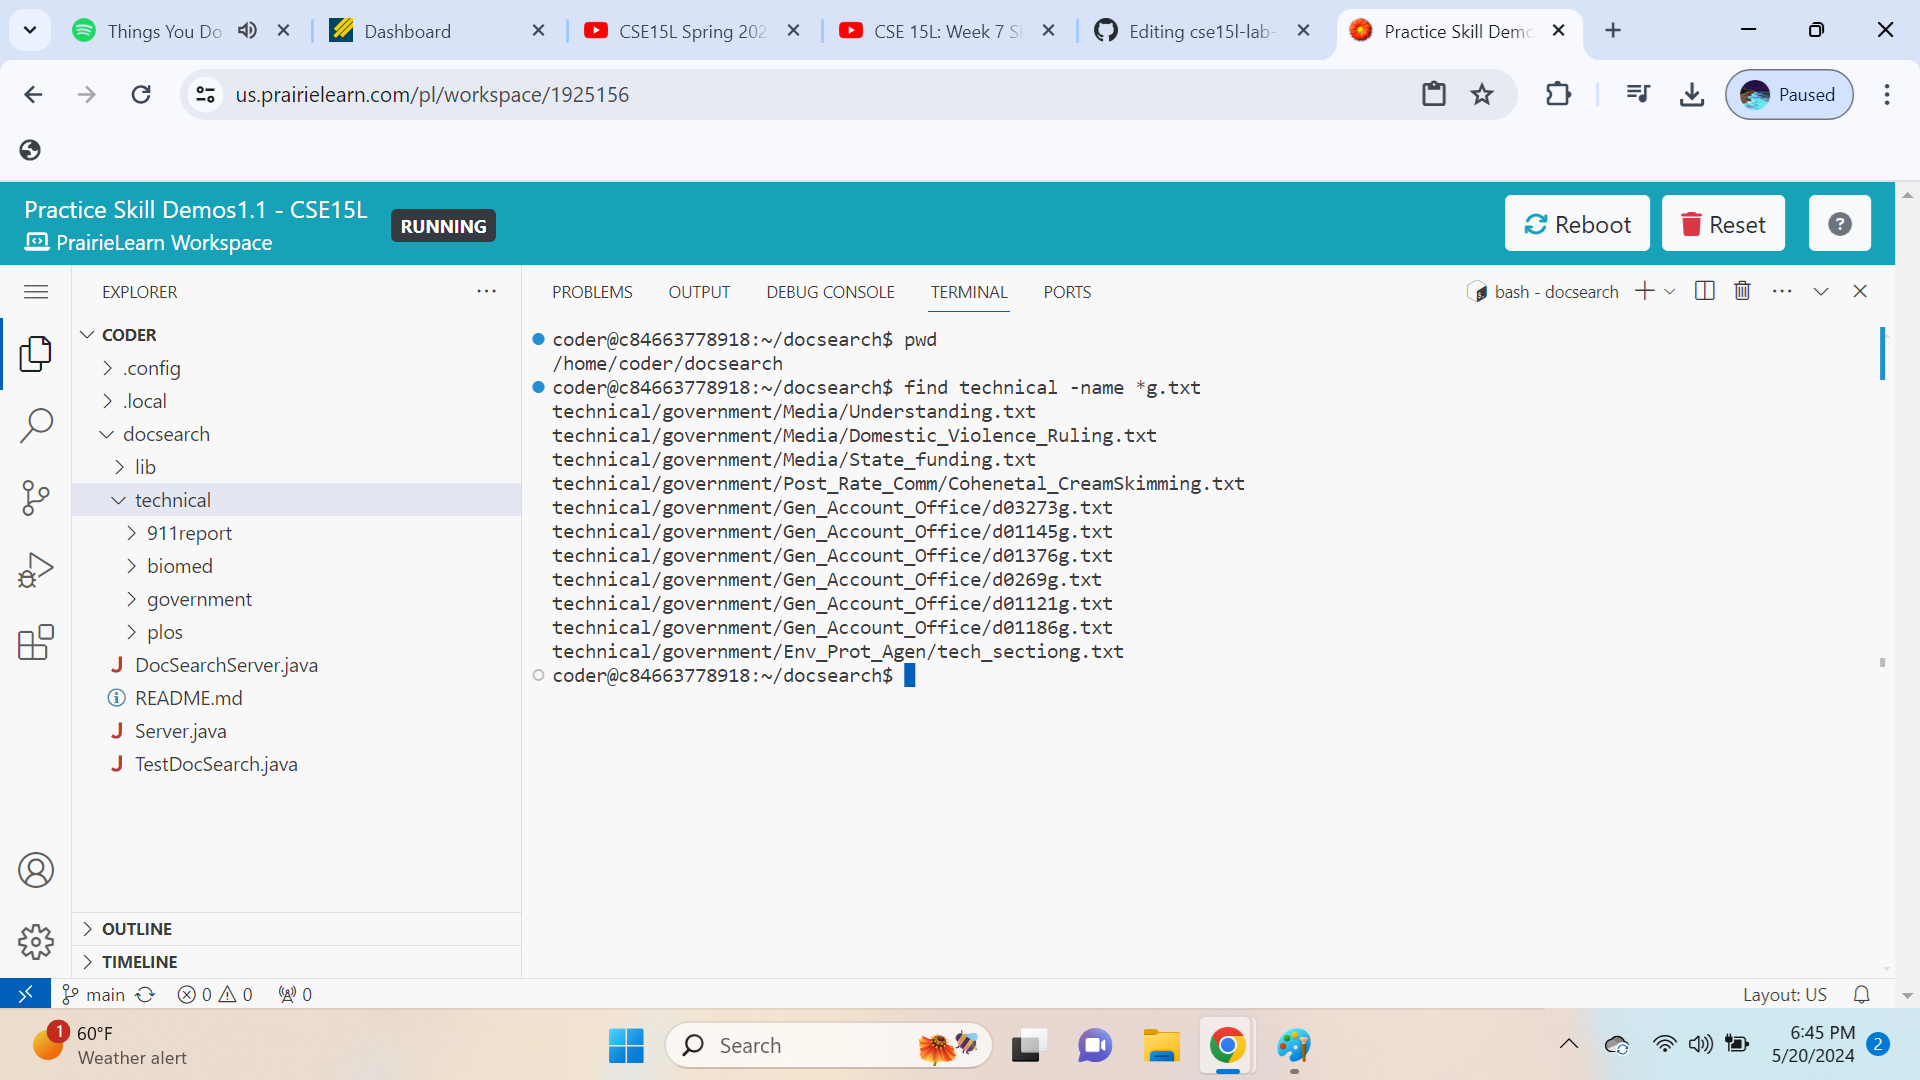 Things You Do
Dashboard
CSE15L Spring 202
CSE 15L: Week 7 S
Editing cse15l-lab-
Practice Skill Demo
us.prairielearn.com/pl/workspace/1925156
Paused
Practice Skill Demos1.1 - CSE15L
PrairieLearn Workspace
RUNNING
Reboot
Reset
?
EXPLORER
CODER
.config
.local
docsearch
lib
technical
911report
biomed
government
plos
J DocSearchServer.java
README.md
J Server.java
J TestDocSearch.java
OUTLINE
TIMELINE
PROBLEMS OUTPUT DEBUG CONSOLE TERMINAL PORTS
bash - docsearch
coder@c84663778918:~/docsearch$ pwd
/home/coder/docsearch
coder@c84663778918:~/docsearch$ find technical -name *g.txt
technical/government/Media/Understanding.txt
technical/government/Media/Domestic_Violence_Ruling.txt
technical/government/Media/State_funding.txt
technical/government/Post_Rate_Comm/Cohenetal_CreamSkimming.txt
technical/government/Gen_Account_Office/d03273g.txt
technical/government/Gen_Account_Office/d01145g.txt
technical/government/Gen_Account_Office/d01376g.txt
technical/government/Gen_Account_Office/d0269g.txt
technical/government/Gen_Account_Office/d01121g.txt
technical/government/Gen_Account_Office/d01186g.txt
technical/government/Env_Prot_Agen/tech_sectiong.txt
coder@c84663778918:~/docsearch$
main 0 0 0
Layout: US
1
60°F
Weather alert
Search
6:45 PM
5/20/2024
2